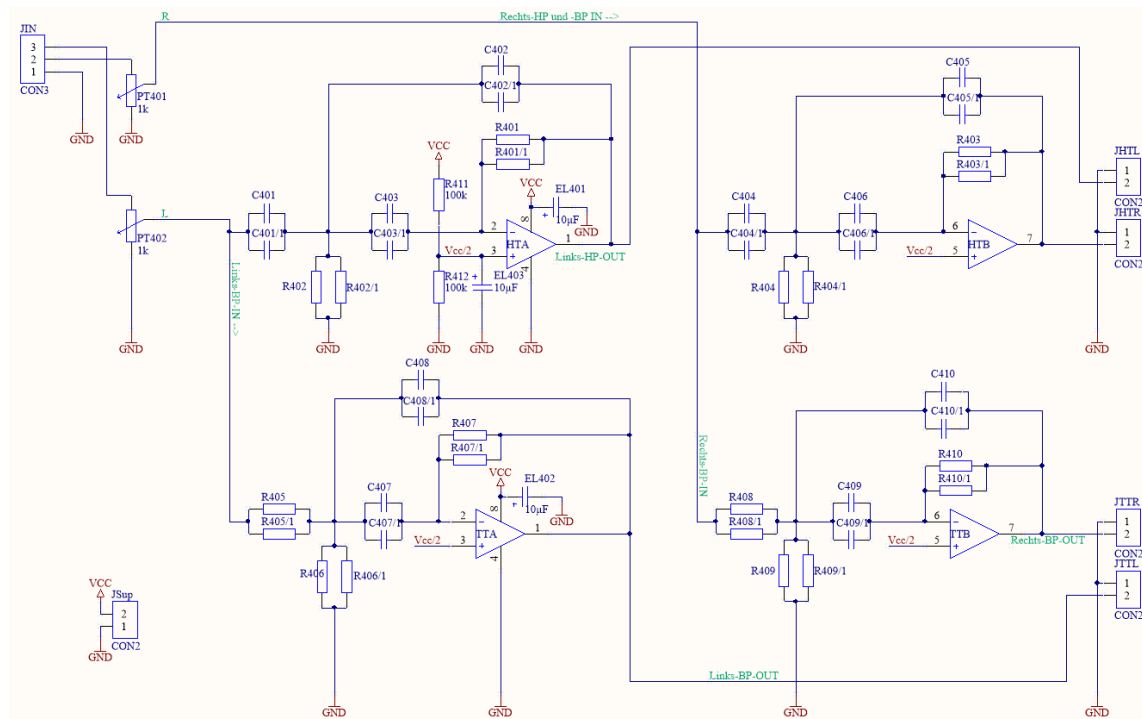 R
Rechts-HP und -BP IN -->
JIN
3
2
1
CON3
PT401
1k
GND
GND
C402
C402/1
C405
C405/1
R401
R401/1
R403
R403/1
VCC
R411
100k
VCC
EL401
10µF
GND
JHTL
1
2
CON2
L
PT402
1k
GND
C401
C401/1
C403
C403/1
2
3
8
4
1
HTA
Vcc/2
Links-HP-OUT
C404
C404/1
C406
C406/1
6
5
7
HTB
Vcc/2
JHTR
1
2
CON2
Links-BP-IN -->
R402
R402/1
R412
100k
EL403
10µF
R404
R404/1
GND
GND
GND
GND
GND
GND
C408
C408/1
C410
C410/1
R407
R407/1
R410
R410/1
Rechts-BP-IN
VCC
EL402
10µF
GND
R405
R405/1
C407
C407/1
2
3
8
4
1
TTA
Vcc/2
R408
R408/1
C409
C409/1
6
5
7
TTB
Vcc/2
Rechts-BP-OUT
JTTR
1
2
CON2
R406
R406/1
R409
R409/1
JTTL
1
2
CON2
VCC
JSup
2
1
CON2
GND
Links-BP-OUT
GND
GND
GND
GND